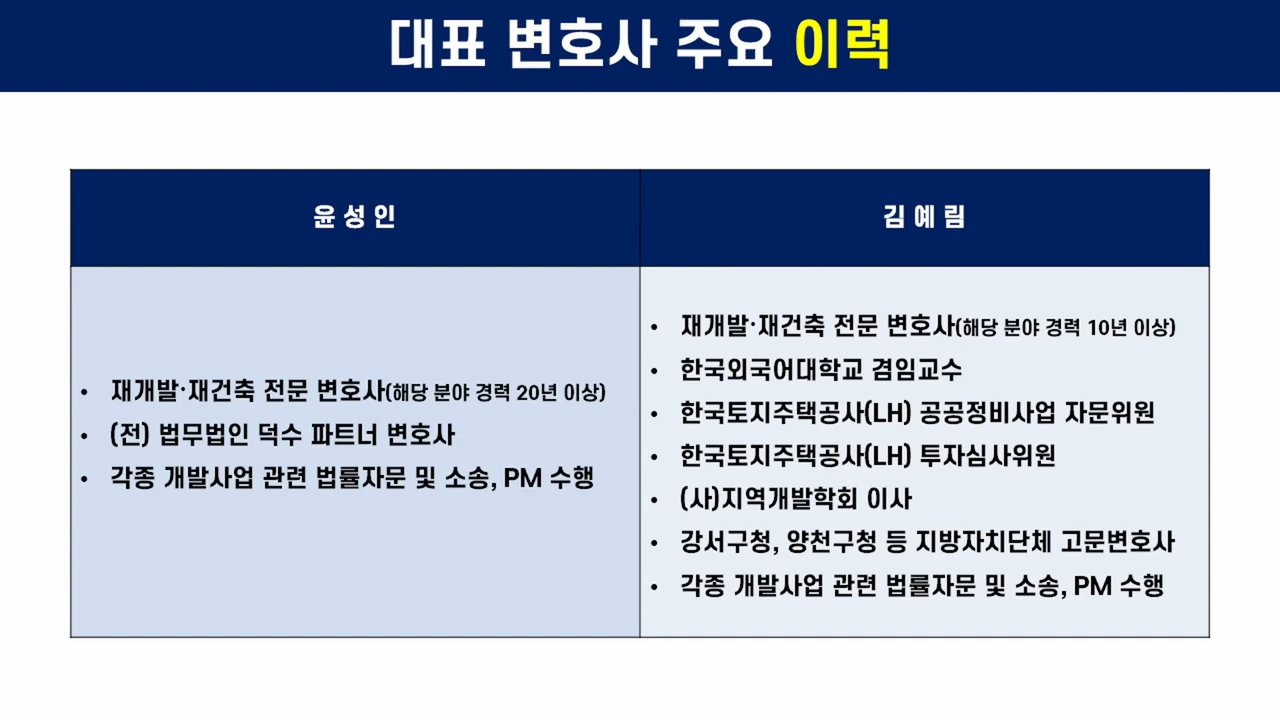 대표 변호사 주요 이력
윤 성 인
김 예 림
• 재개발·재건축 전문 변호사(해당 분야 경력 20년 이상)
• (전) 법무법인 덕수 파트너 변호사
• 각종 개발사업 관련 법률자문 및 소송, PM 수행
• 재개발·재건축 전문 변호사(해당 분야 경력 10년 이상)
• 한국외국어대학교 겸임교수
• 한국토지주택공사(LH) 공공정비사업 자문위원
• 한국토지주택공사(LH) 투자심사위원
• (사)지역개발학회 이사
• 강서구청, 양천구청 등 지방자치단체 고문변호사
• 각종 개발사업 관련 법률자문 및 소송, PM 수행